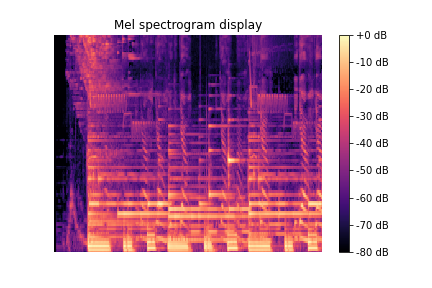 Mel spectrogram display
+0 dB
-10 dB
-20 dB
-30 dB
-40 dB
-50 dB
-60 dB
-70 dB
-80 dB